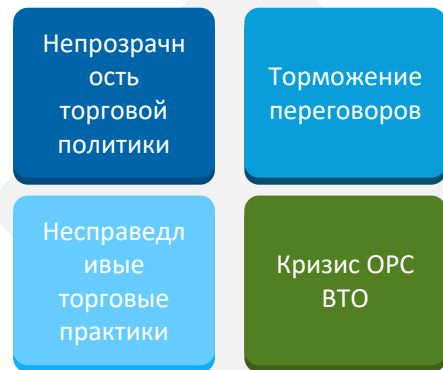 Непрозрачн
ость
торговой
политики
Торможение
переговоров
Несправедл
ивые
торговые
практики
Кризис ОРС
ВТО